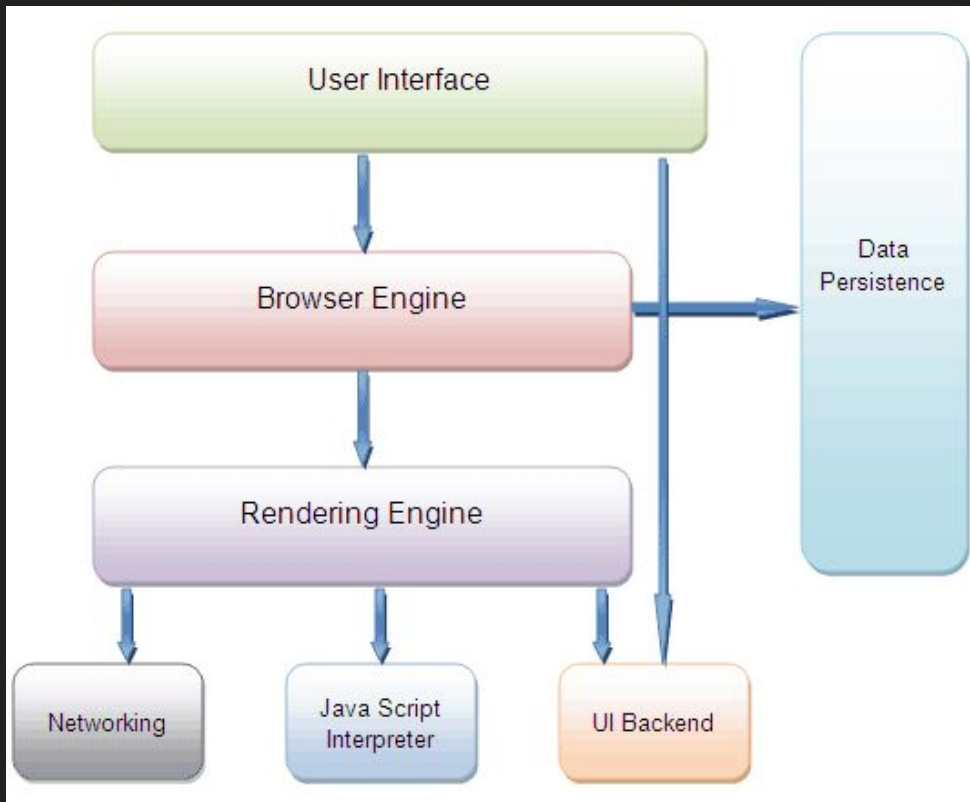 User Interface
Browser Engine
Data
Persistence
Rendering Engine
Networking
Java Script
Interpreter
UI Backend